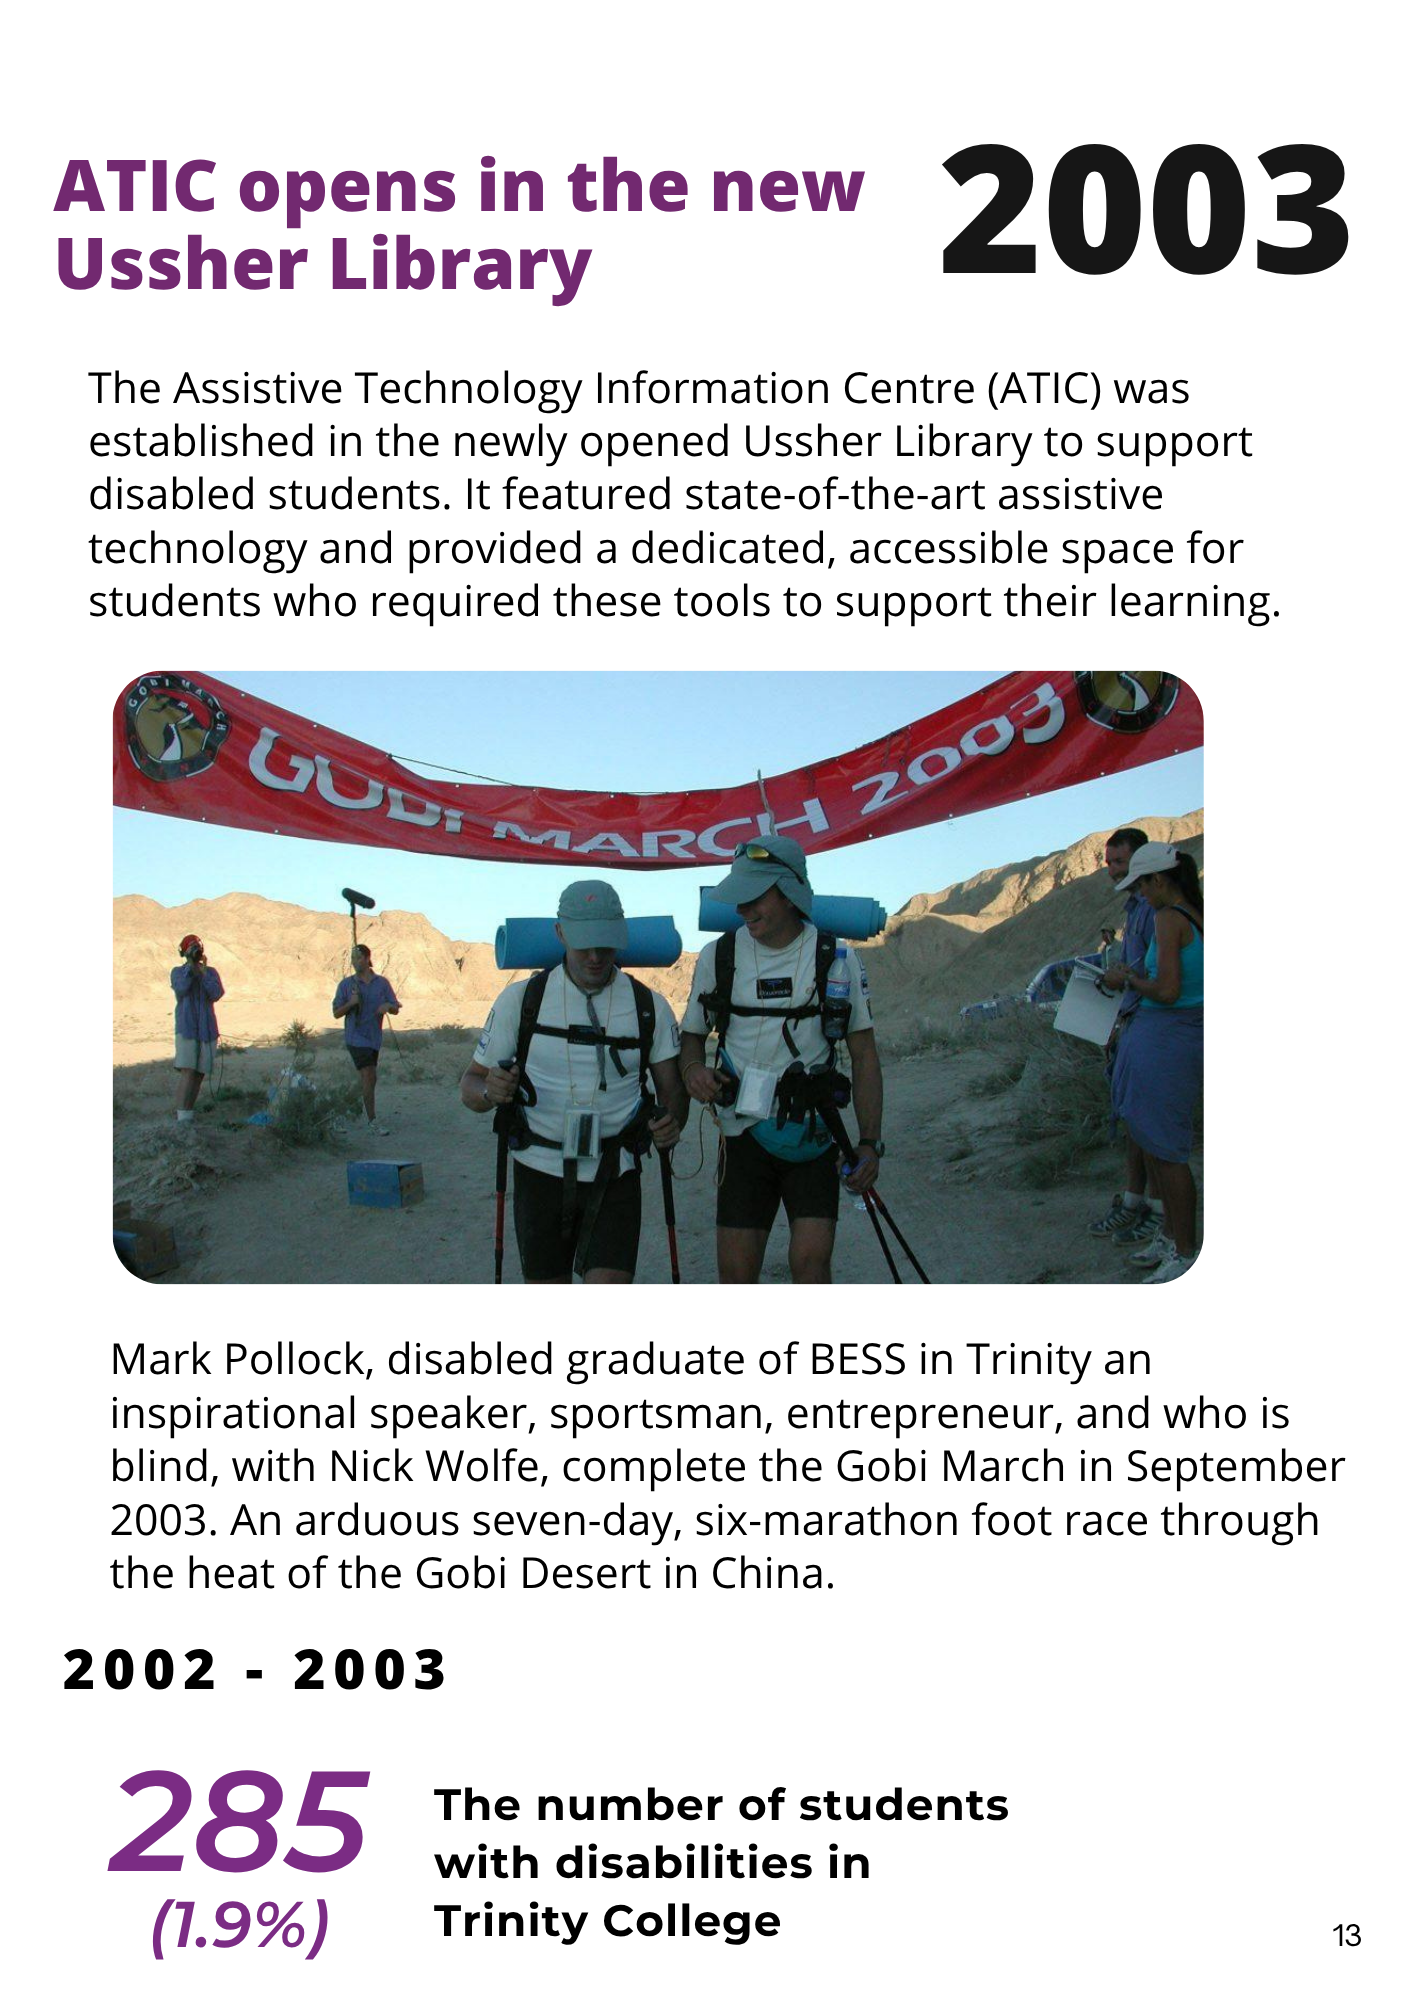 ATIC opens in the new
Ussher Library
2003
The Assistive Technology Information Centre (ATIC) was
established in the newly opened Ussher Library to support
disabled students. It featured state-of-the-art assistive
technology and provided a dedicated, accessible space for
students who required these tools to support their learning.
GOBI MARCH
GOBI MARCH 2003
Mark Pollock, disabled graduate of BESS in Trinity an
inspirational speaker, sportsman, entrepreneur, and who is
blind, with Nick Wolfe, complete the Gobi March in September
2003. An arduous seven-day, six-marathon foot race through
the heat of the Gobi Desert in China.
2002 - 2003
285
(1.9%)
The number of students
with disabilities in
Trinity College
13